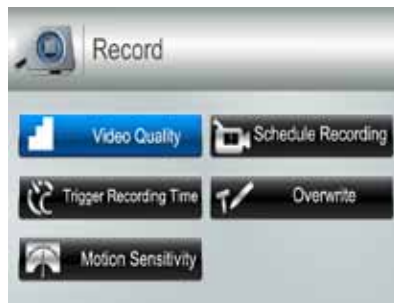 Record
Video Quality
Schedule Recording
Trigger Recording Time
Overwrite
Motion Sensitivity